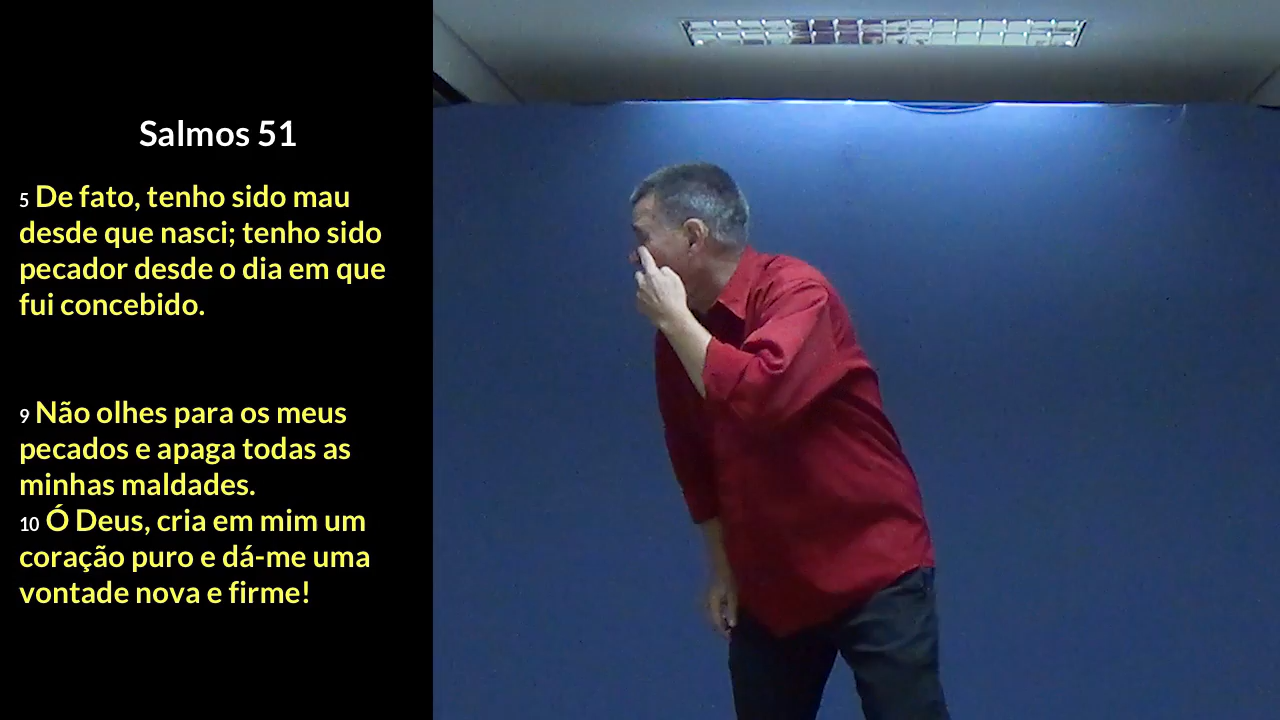 Salmos 51
5 De fato, tenho sido mau
desde que nasci; tenho sido
pecador desde o dia em que
fui concebido.
9 Não olhes para os meus
pecados e apaga todas as
minhas maldades.
10 Ó Deus, cria em mim um
coração puro e dá-me uma
vontade nova e firme!